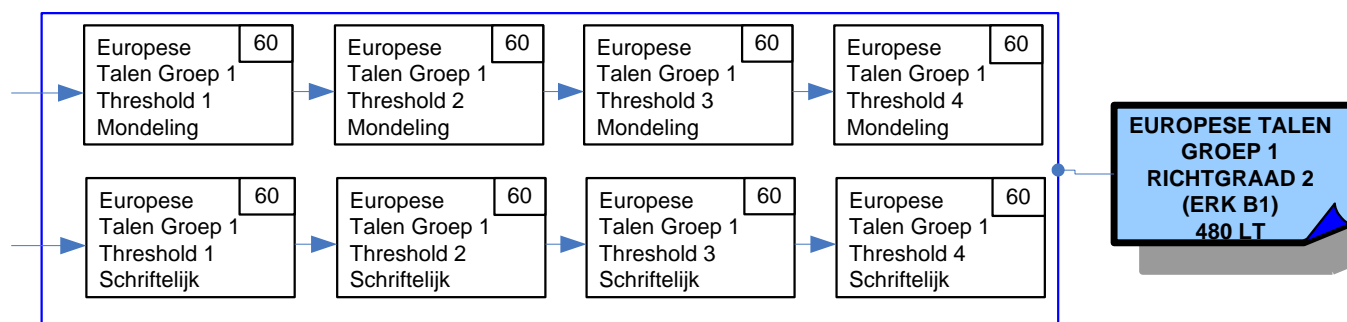 Europese
60
Talen Groep 1
Threshold 1
Mondeling
Europese
60
Talen Groep 1
Threshold 2
Mondeling
Europese
60
Talen Groep 1
Threshold 3
Mondeling
Europese
60
Talen Groep 1
Threshold 4
Mondeling
Europese
60
Talen Groep 1
Threshold 1
Schriftelijk
Europese
60
Talen Groep 1
Threshold 2
Schriftelijk
Europese
60
Talen Groep 1
Threshold 3
Schriftelijk
Europese
60
Talen Groep 1
Threshold 4
Schriftelijk
EUROPESE TALEN
GROEP 1
RICHTGRAAD 2
(ERK B1)
480 LT